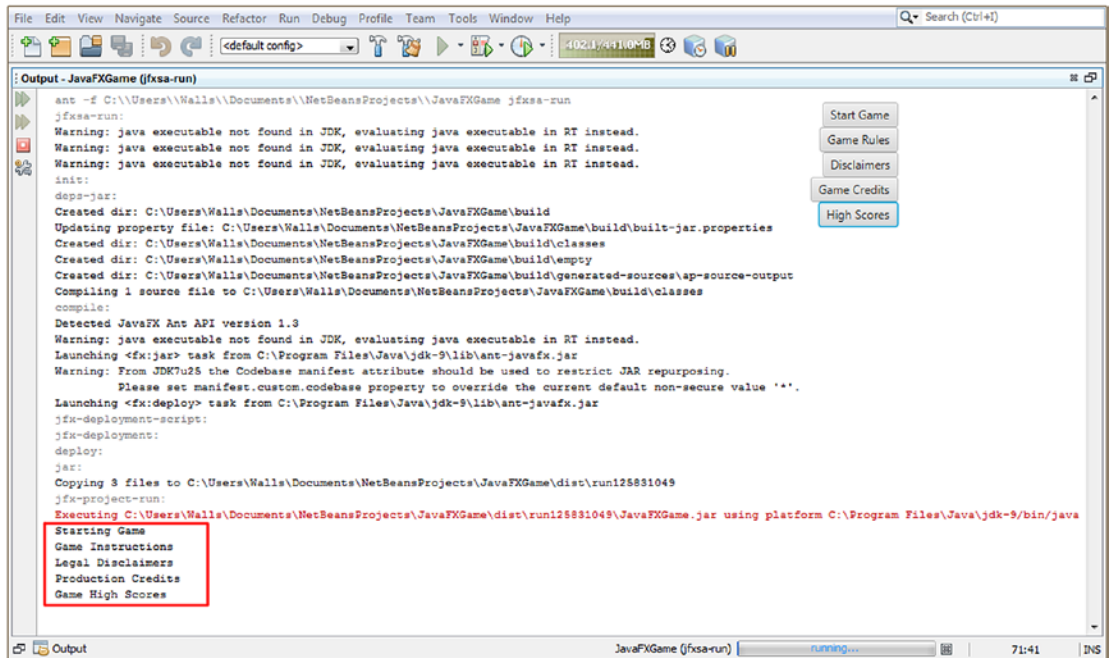 File Edit View Navigate Source Refactor Run Debug Profile Team Tools Window Help
Search (Ctrl+I)
<default config>
402.1/441.0MB
Output - JavaFXGame (jfxsa-run)
ant -f C:\\Users\\Walls\\Documents\\NetBeansProjects\\JavaFXGame jfxsa-run
jfxsa-run:
Warning: java executable not found in JDK, evaluating java executable in RT instead.
Warning: java executable not found in JDK, evaluating java executable in RT instead.
Warning: java executable not found in JDK, evaluating java executable in RT instead.
init:
deps-jar:
Created dir: C:\Users\Walls\Documents\NetBeansProjects\JavaFXGame\build
Updating property file: C:\Users\Walls\Documents\NetBeansProjects\JavaFXGame\build\built-jar.properties
Created dir: C:\Users\Walls\Documents\NetBeansProjects\JavaFXGame\build\classes
Created dir: C:\Users\Walls\Documents\NetBeansProjects\JavaFXGame\build\empty
Created dir: C:\Users\Walls\Documents\NetBeansProjects\JavaFXGame\build\generated-sources\ap-source-output
Compiling 1 source file to C:\Users\Walls\Documents\NetBeansProjects\JavaFXGame\build\classes
compile:
Detected JavaFX Ant API version 1.3
Warning: java executable not found in JDK, evaluating java executable in RT instead.
Launching <fx:jar> task from C:\Program Files\Java\jdk-9\lib\ant-javafx.jar
Warning: From JDK7u25 the Codebase manifest attribute should be used to restrict JAR repurposing.
Please set manifest.custom.codebase property to override the current default non-secure value '*'.
Launching <fx:deploy> task from C:\Program Files\Java\jdk-9\lib\ant-javafx.jar
jfx-deployment-script:
jfx-deployment:
deploy:
jar:
Copying 3 files to C:\Users\Walls\Documents\NetBeansProjects\JavaFXGame\dist\run125831049
jfx-project-run:
Executing C:\Users\Walls\Documents\NetBeansProjects\JavaFXGame\dist\run125831049\JavaFXGame.jar using platform C:\Program Files\Java\jdk-9/bin/java
Starting Game
Game Instructions
Legal Disclaimers
Production Credits
Game High Scores
Start Game
Game Rules
Disclaimers
Game Credits
High Scores
Output
JavaFXGame (jfxsa-run)
running...
71:41
INS